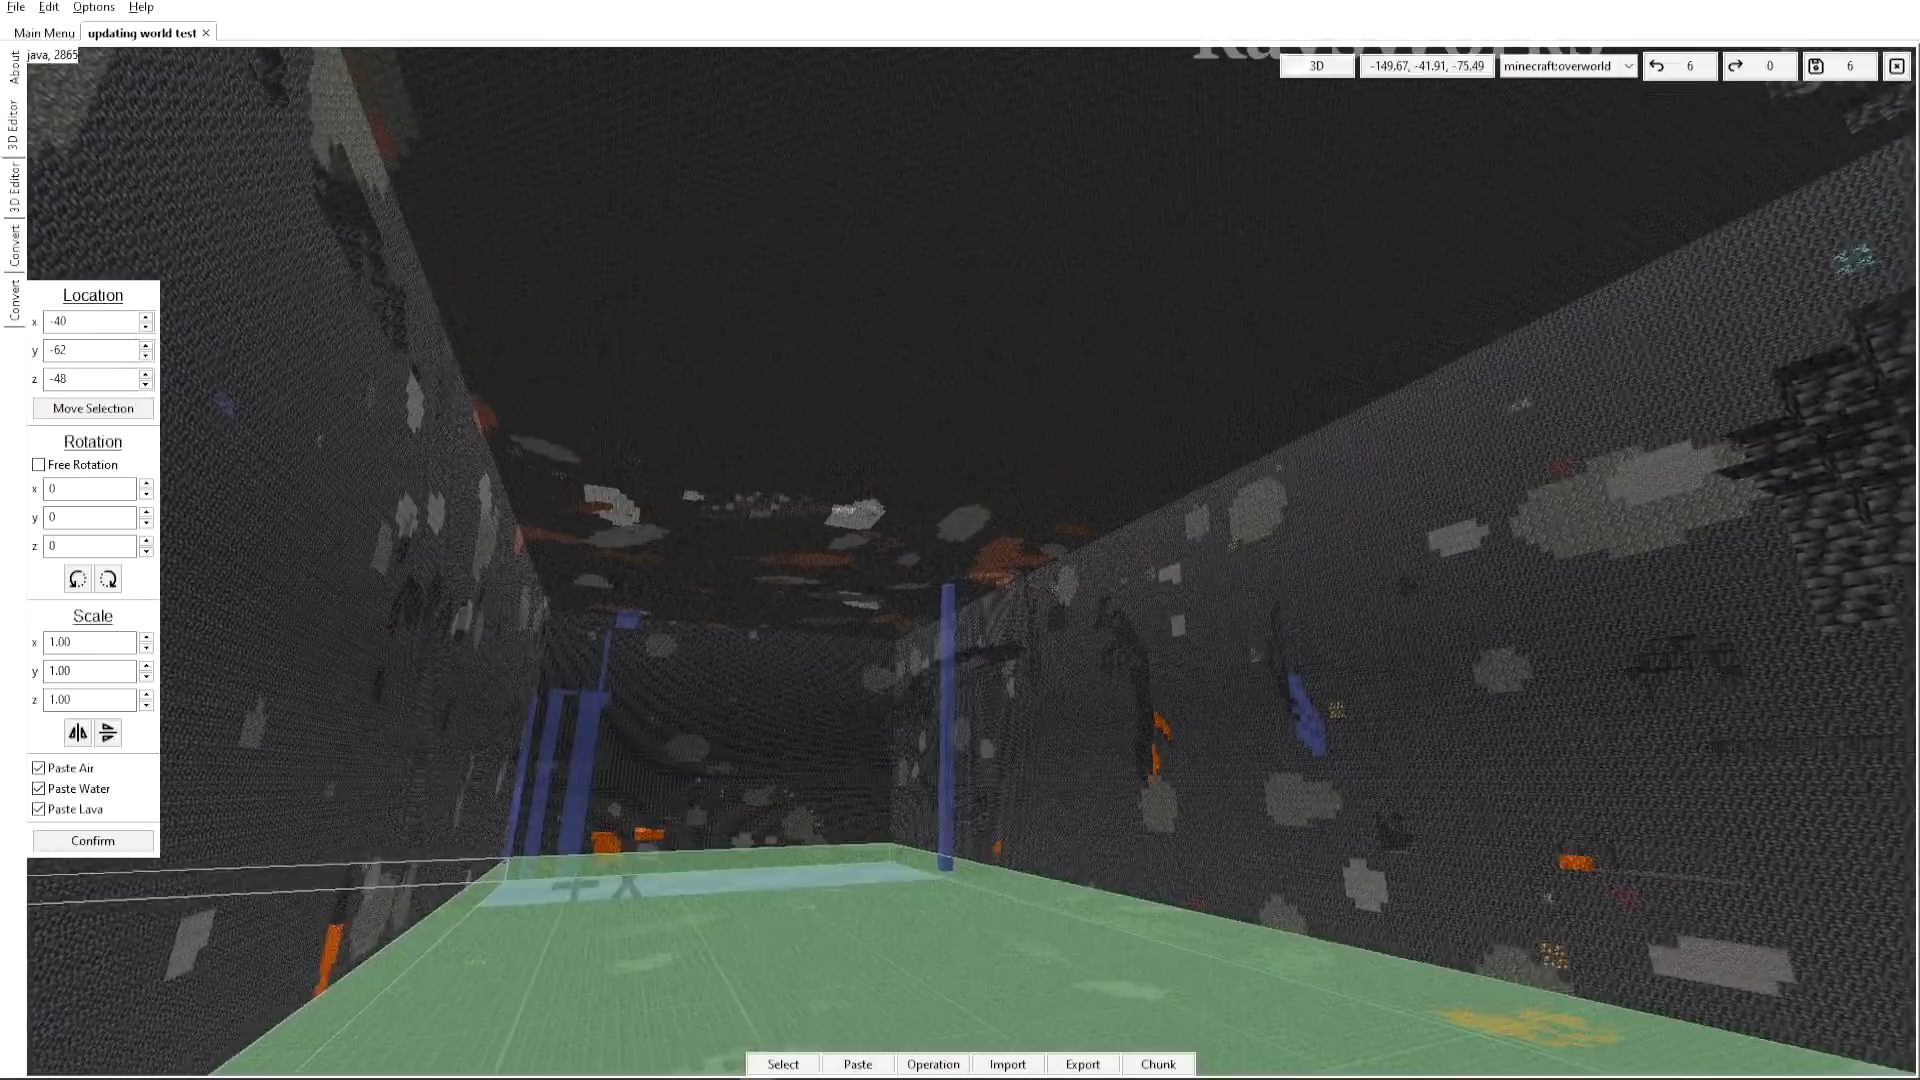 File Edit Options Help
Main Menu updating world test ×
java, 2865
3D -149.67, -41.91, -75.49 minecraft:overworld 6 0 6
About
3D Editor
3D Editor
Convert
Convert
Location
x -40
y -62
z -48
Move Selection
Rotation
Free Rotation
x 0
y 0
z 0
Scale
x 1.00
y 1.00
z 1.00
Paste Air
Paste Water
Paste Lava
Confirm
Select Paste Operation Import Export Chunk